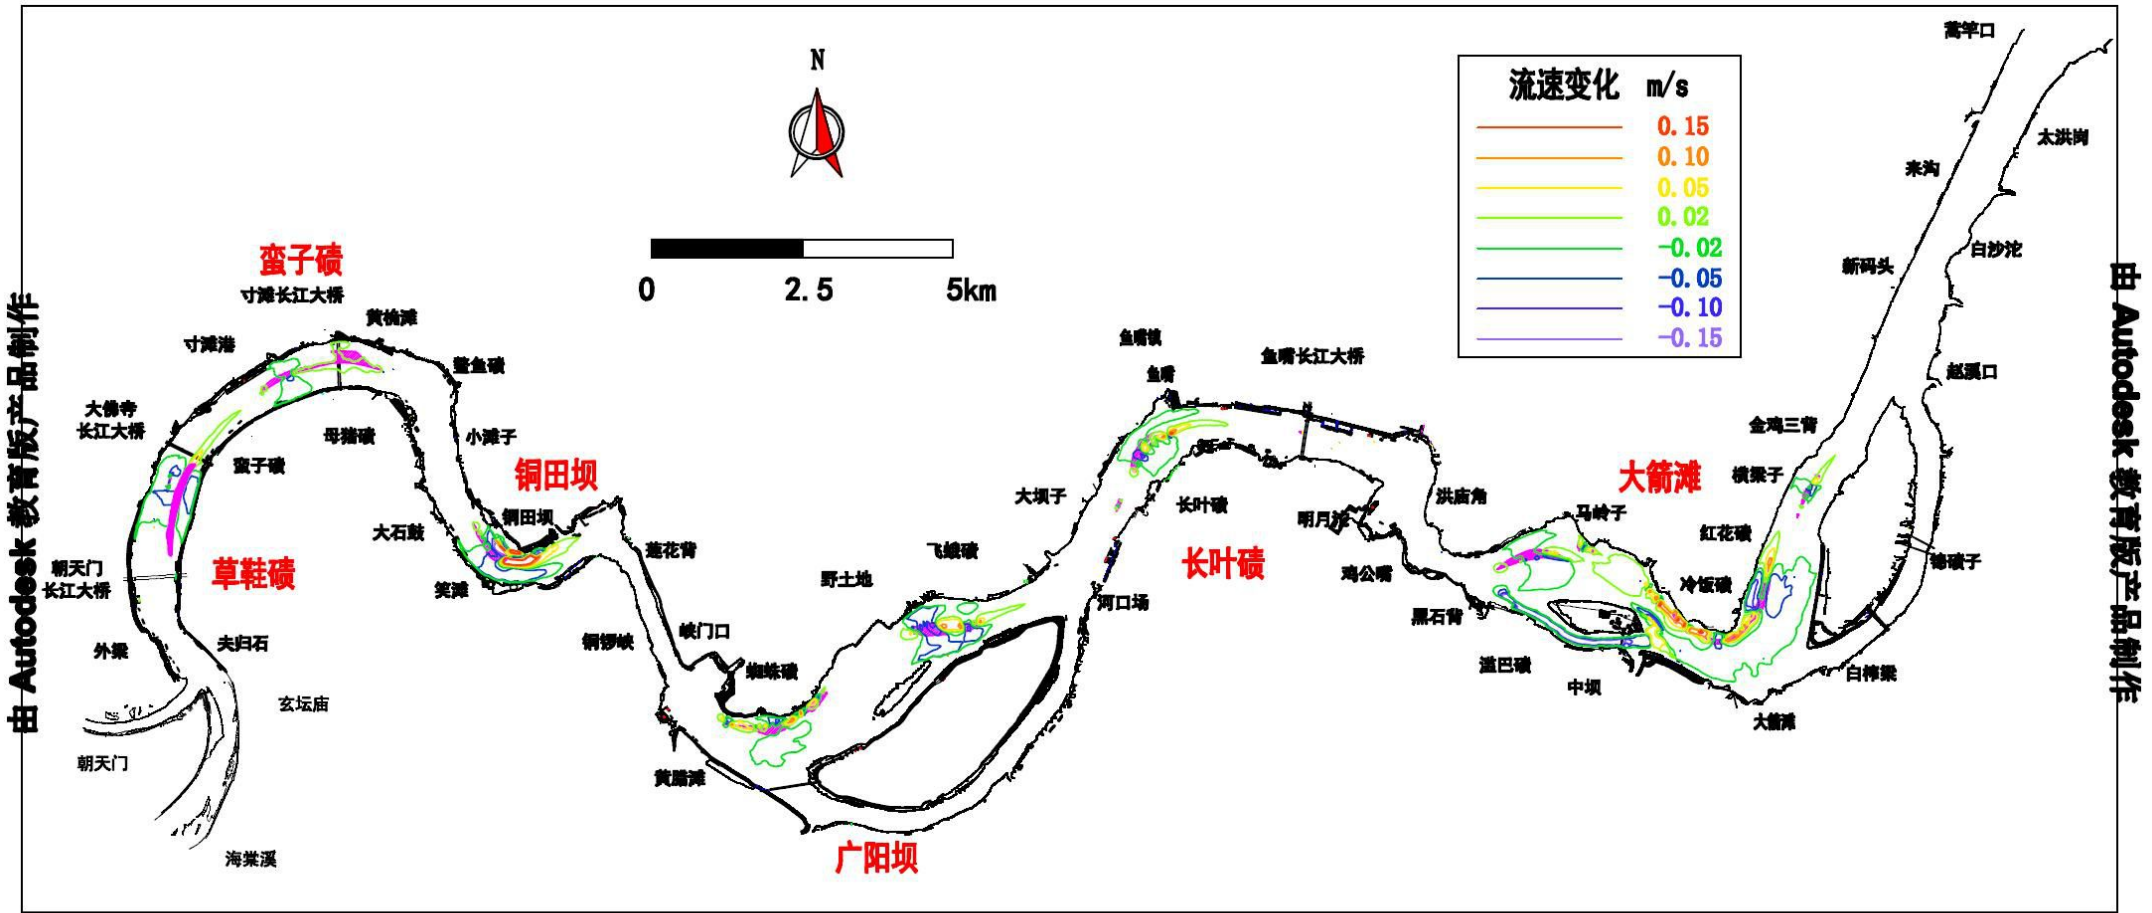 蒿竿口
N
流速变化 m/s
0.15
0.10
0.05
0.02
-0.02
-0.05
-0.10
-0.15
太洪岗
来沟
白沙沱
新码头
赵溪口
金鸡三背
横梁子
红花碛
锦碛子
白棉梁
大箭滩
冷饭碛
马岭子
大箭滩
中坝
滥巴碛
黑石背
鸡公嘴
明月沱
洪庙角
鱼嘴长江大桥
鱼嘴镇
鱼嘴
长叶碛
长叶碛
河口场
大坝子
飞蛾碛
野土地
广阳坝
蜘蛛碛
黄腊滩
峡门口
铜锣峡
莲花背
铜田坝
铜田坝
笑滩
大石鼓
小滩子
母猪碛
黄桷滩
蛮子碛
寸滩长江大桥
寸滩港
大佛寺
长江大桥
蛮子碛
草鞋碛
朝天门
长江大桥
外梁
夫归石
玄坛庙
朝天门
海棠溪
0 2.5 5km
由 Autodesk 教育版产品制作
由 Autodesk 教育版产品制作